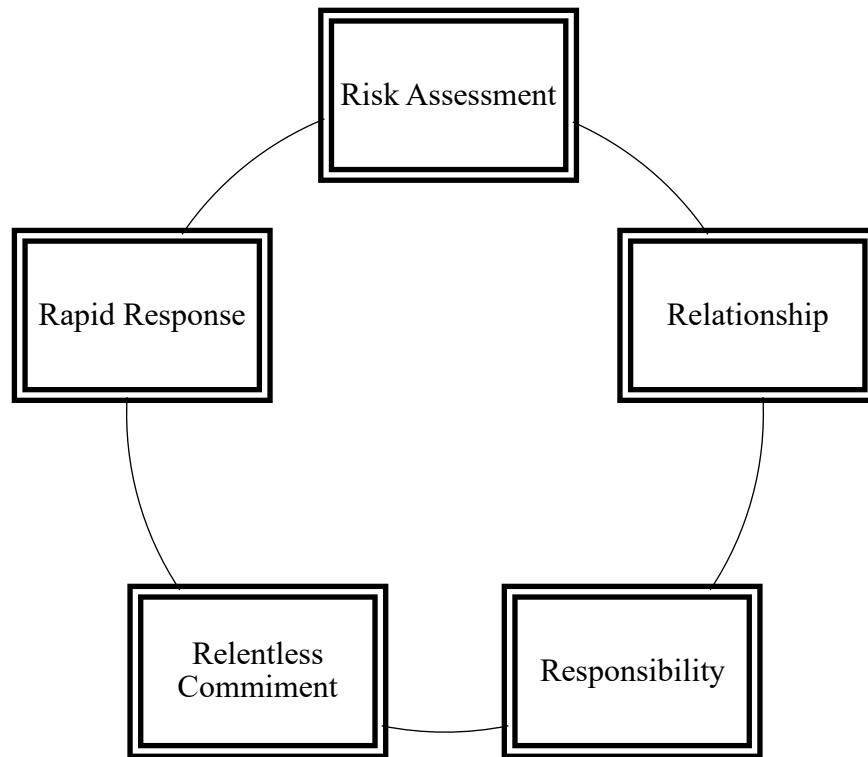 Risk Assessment
Rapid Response
Relationship
Relentless
Commiment
Responsibility